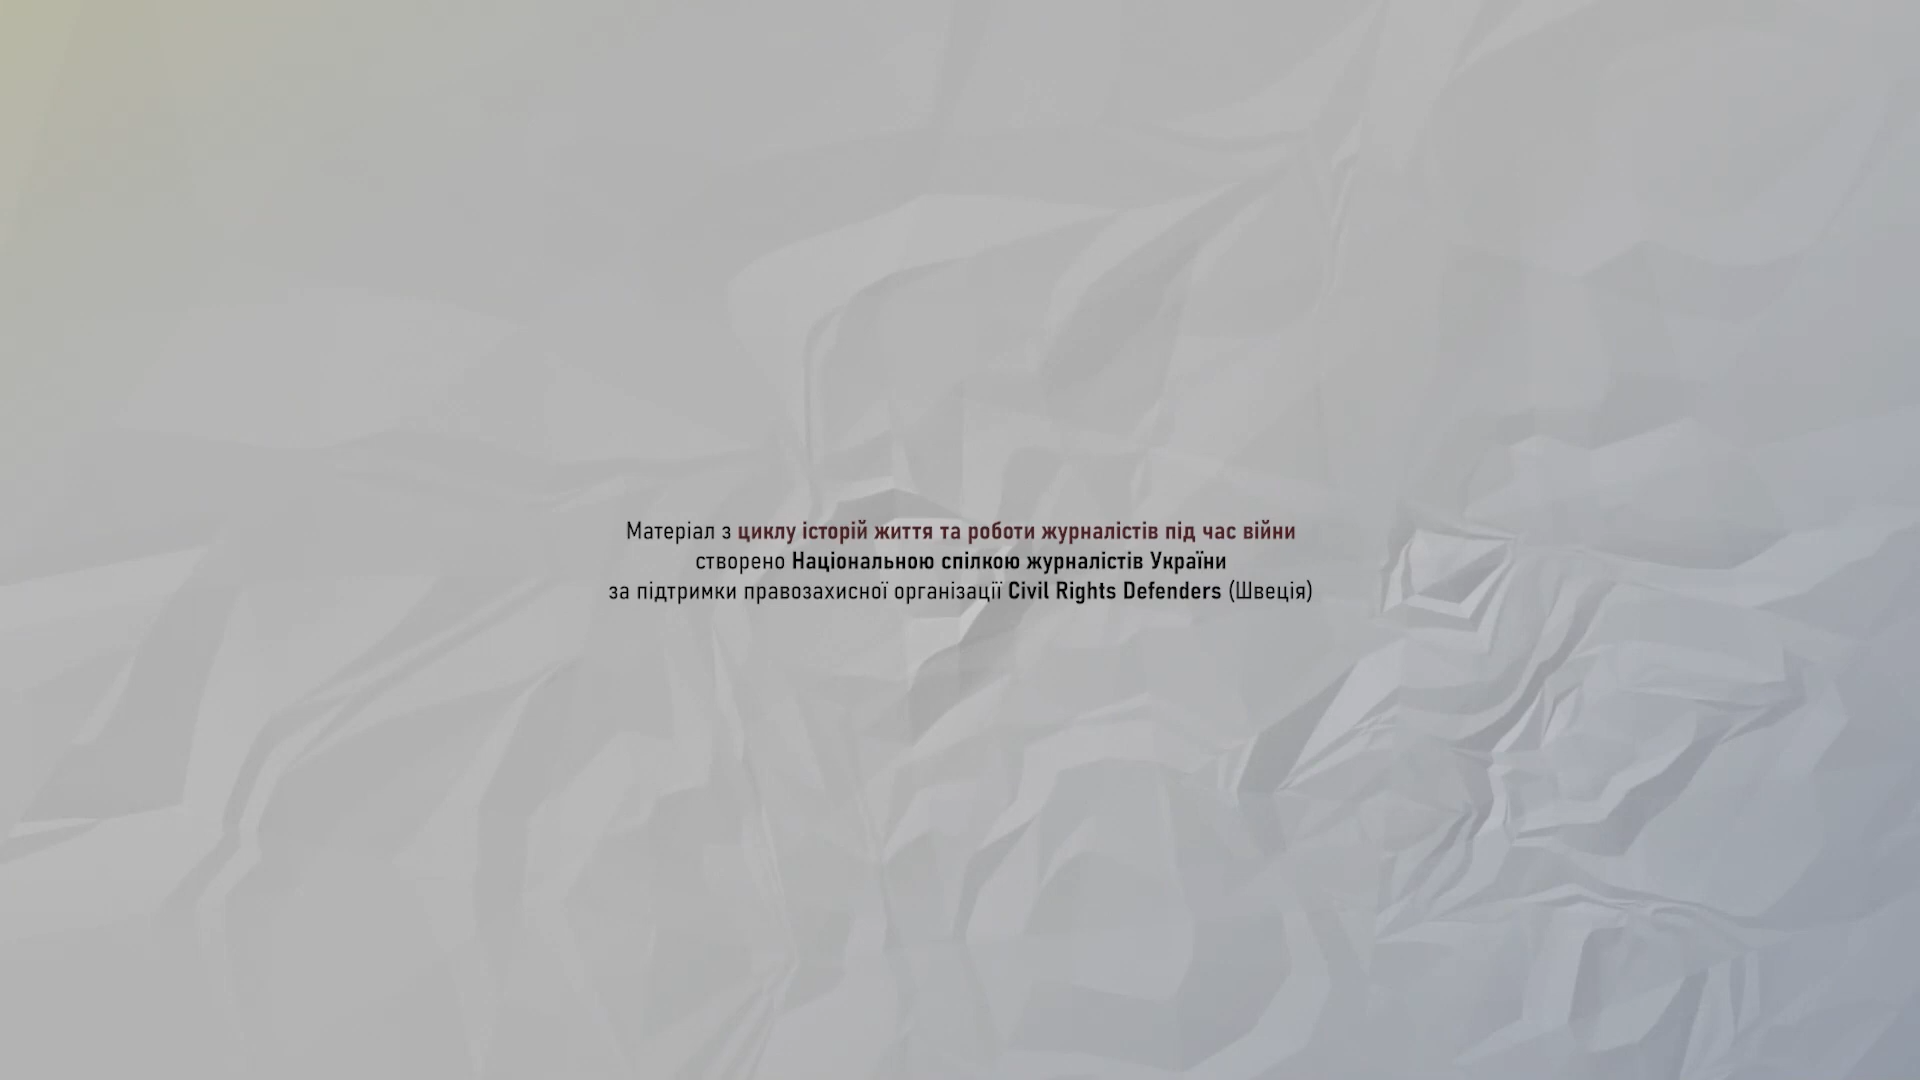 Матеріал з циклу історій життя та роботи журналістів під час війни
створено Національною спілкою журналістів України
за підтримки правозахисної організації Civil Rights Defenders (Швеція)